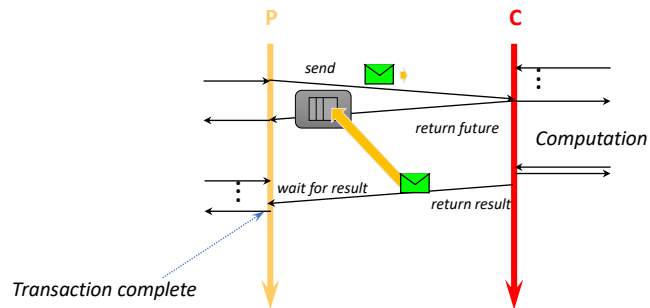 P
C
send
return future
Computation
wait for result
return result
Transaction complete